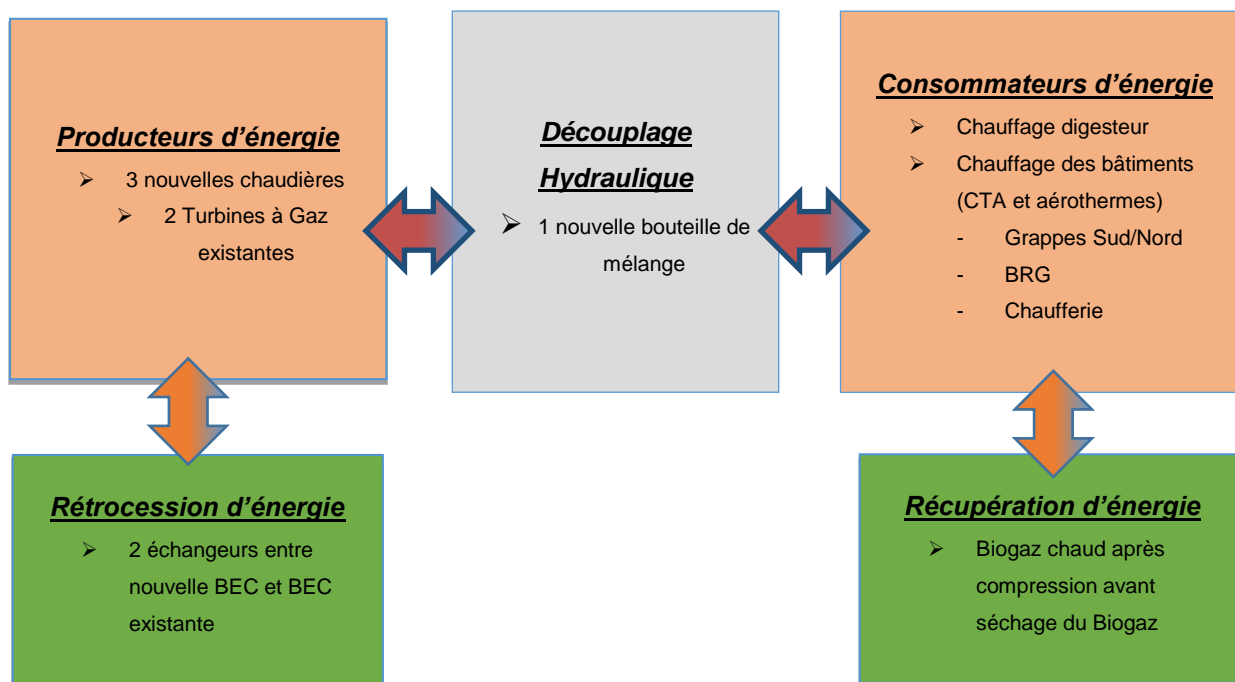 Producteurs d’énergie
➢ 3 nouvelles chaudières
➢ 2 Turbines à Gaz
existantes
Découplage
Hydraulique
➢ 1 nouvelle bouteille de
mélange
Consommateurs d’énergie
➢ Chauffage digesteur
➢ Chauffage des bâtiments
(CTA et aérothermes)
- Grappes Sud/Nord
- BRG
- Chaufferie
Rétrocession d’énergie
➢ 2 échangeurs entre
nouvelle BEC et BEC
existante
Récupération d’énergie
➢ Biogaz chaud après
compression avant
séchage du Biogaz